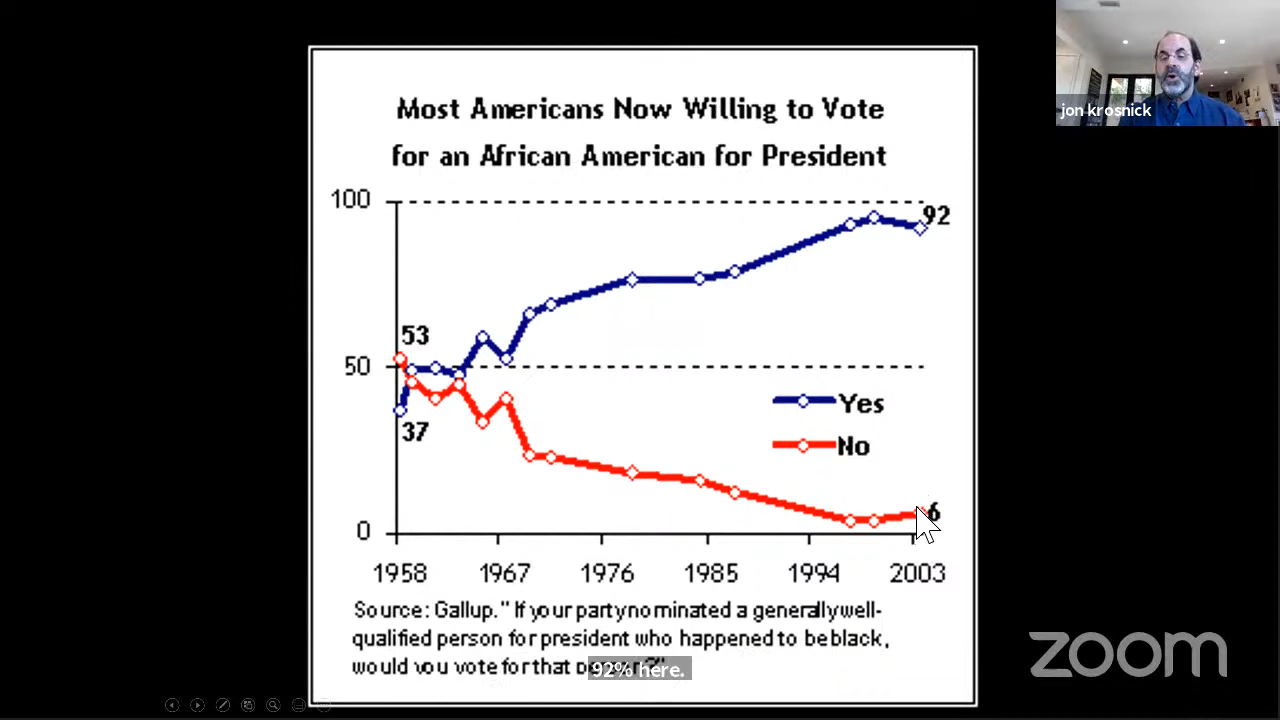 jon krosnick
Most Americans Now Willing to Vote
for an African American for President
100
92
53
50
37
Yes
No
6
0
1958 1967 1976 1985 1994 2003
Source: Gallup. "If your party nominated a generally well-
qualified person for president who happened to be black,
would you vote for that
92% here.
zoom